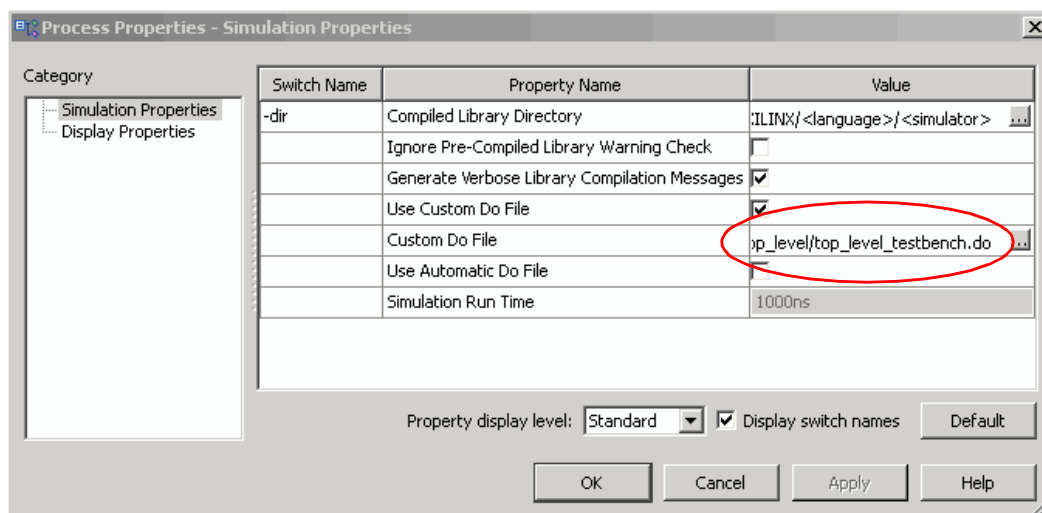 Process Properties - Simulation Properties
Category
Simulation Properties
Display Properties
Switch Name Property Name Value
-dir Compiled Library Directory :ILINX/<language>/<simulator> ...
Ignore Pre-Compiled Library Warning Check
Generate Verbose Library Compilation Messages
Use Custom Do File
Custom Do File op_level/top_level_testbench.do ...
Use Automatic Do File
Simulation Run Time 1000ns
Property display level: Standard Display switch names Default
OK Cancel Apply Help